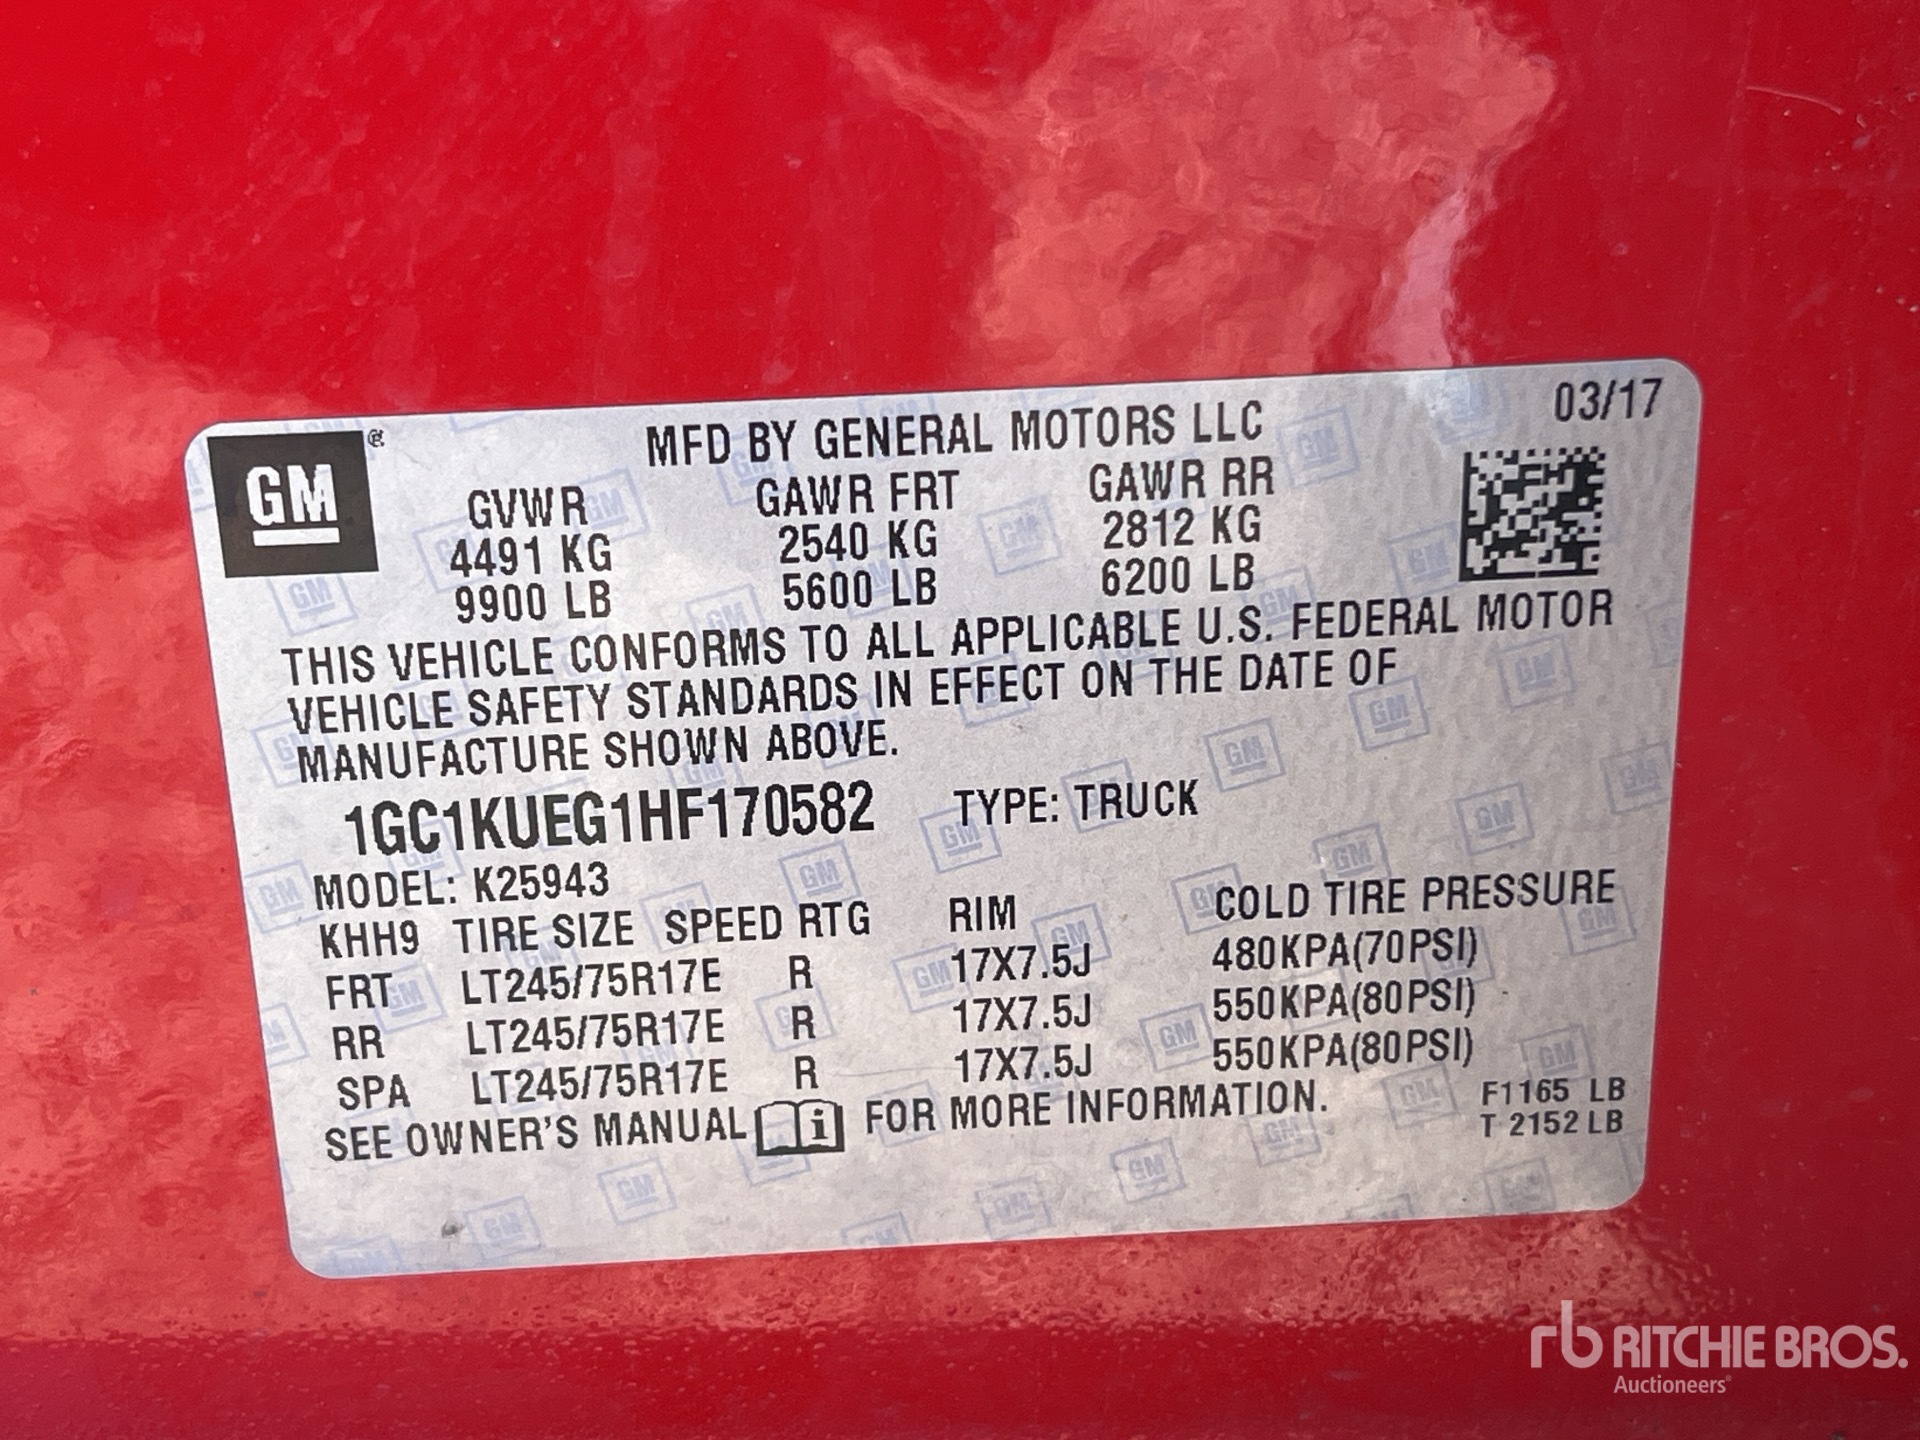 GM®
MFD BY GENERAL MOTORS LLC
03/17
GVWR GAWR FRT GAWR RR
4491 KG 2540 KG 2812 KG
9900 LB 5600 LB 6200 LB
THIS VEHICLE CONFORMS TO ALL APPLICABLE U.S. FEDERAL MOTOR
VEHICLE SAFETY STANDARDS IN EFFECT ON THE DATE OF
MANUFACTURE SHOWN ABOVE.
1GC1KUEG1HF170582 TYPE: TRUCK
MODEL: K25943
KHH9 TIRE SIZE SPEED RTG RIM COLD TIRE PRESSURE
FRT LT245/75R17E R 17X7.5J 480KPA(70PSI)
RR LT245/75R17E R 17X7.5J 550KPA(80PSI)
SPA LT245/75R17E R 17X7.5J 550KPA(80PSI)
SEE OWNER'S MANUAL i FOR MORE INFORMATION.
F1165 LB
T 2152 LB
rb RITCHIE BROS.
Auctioneers®